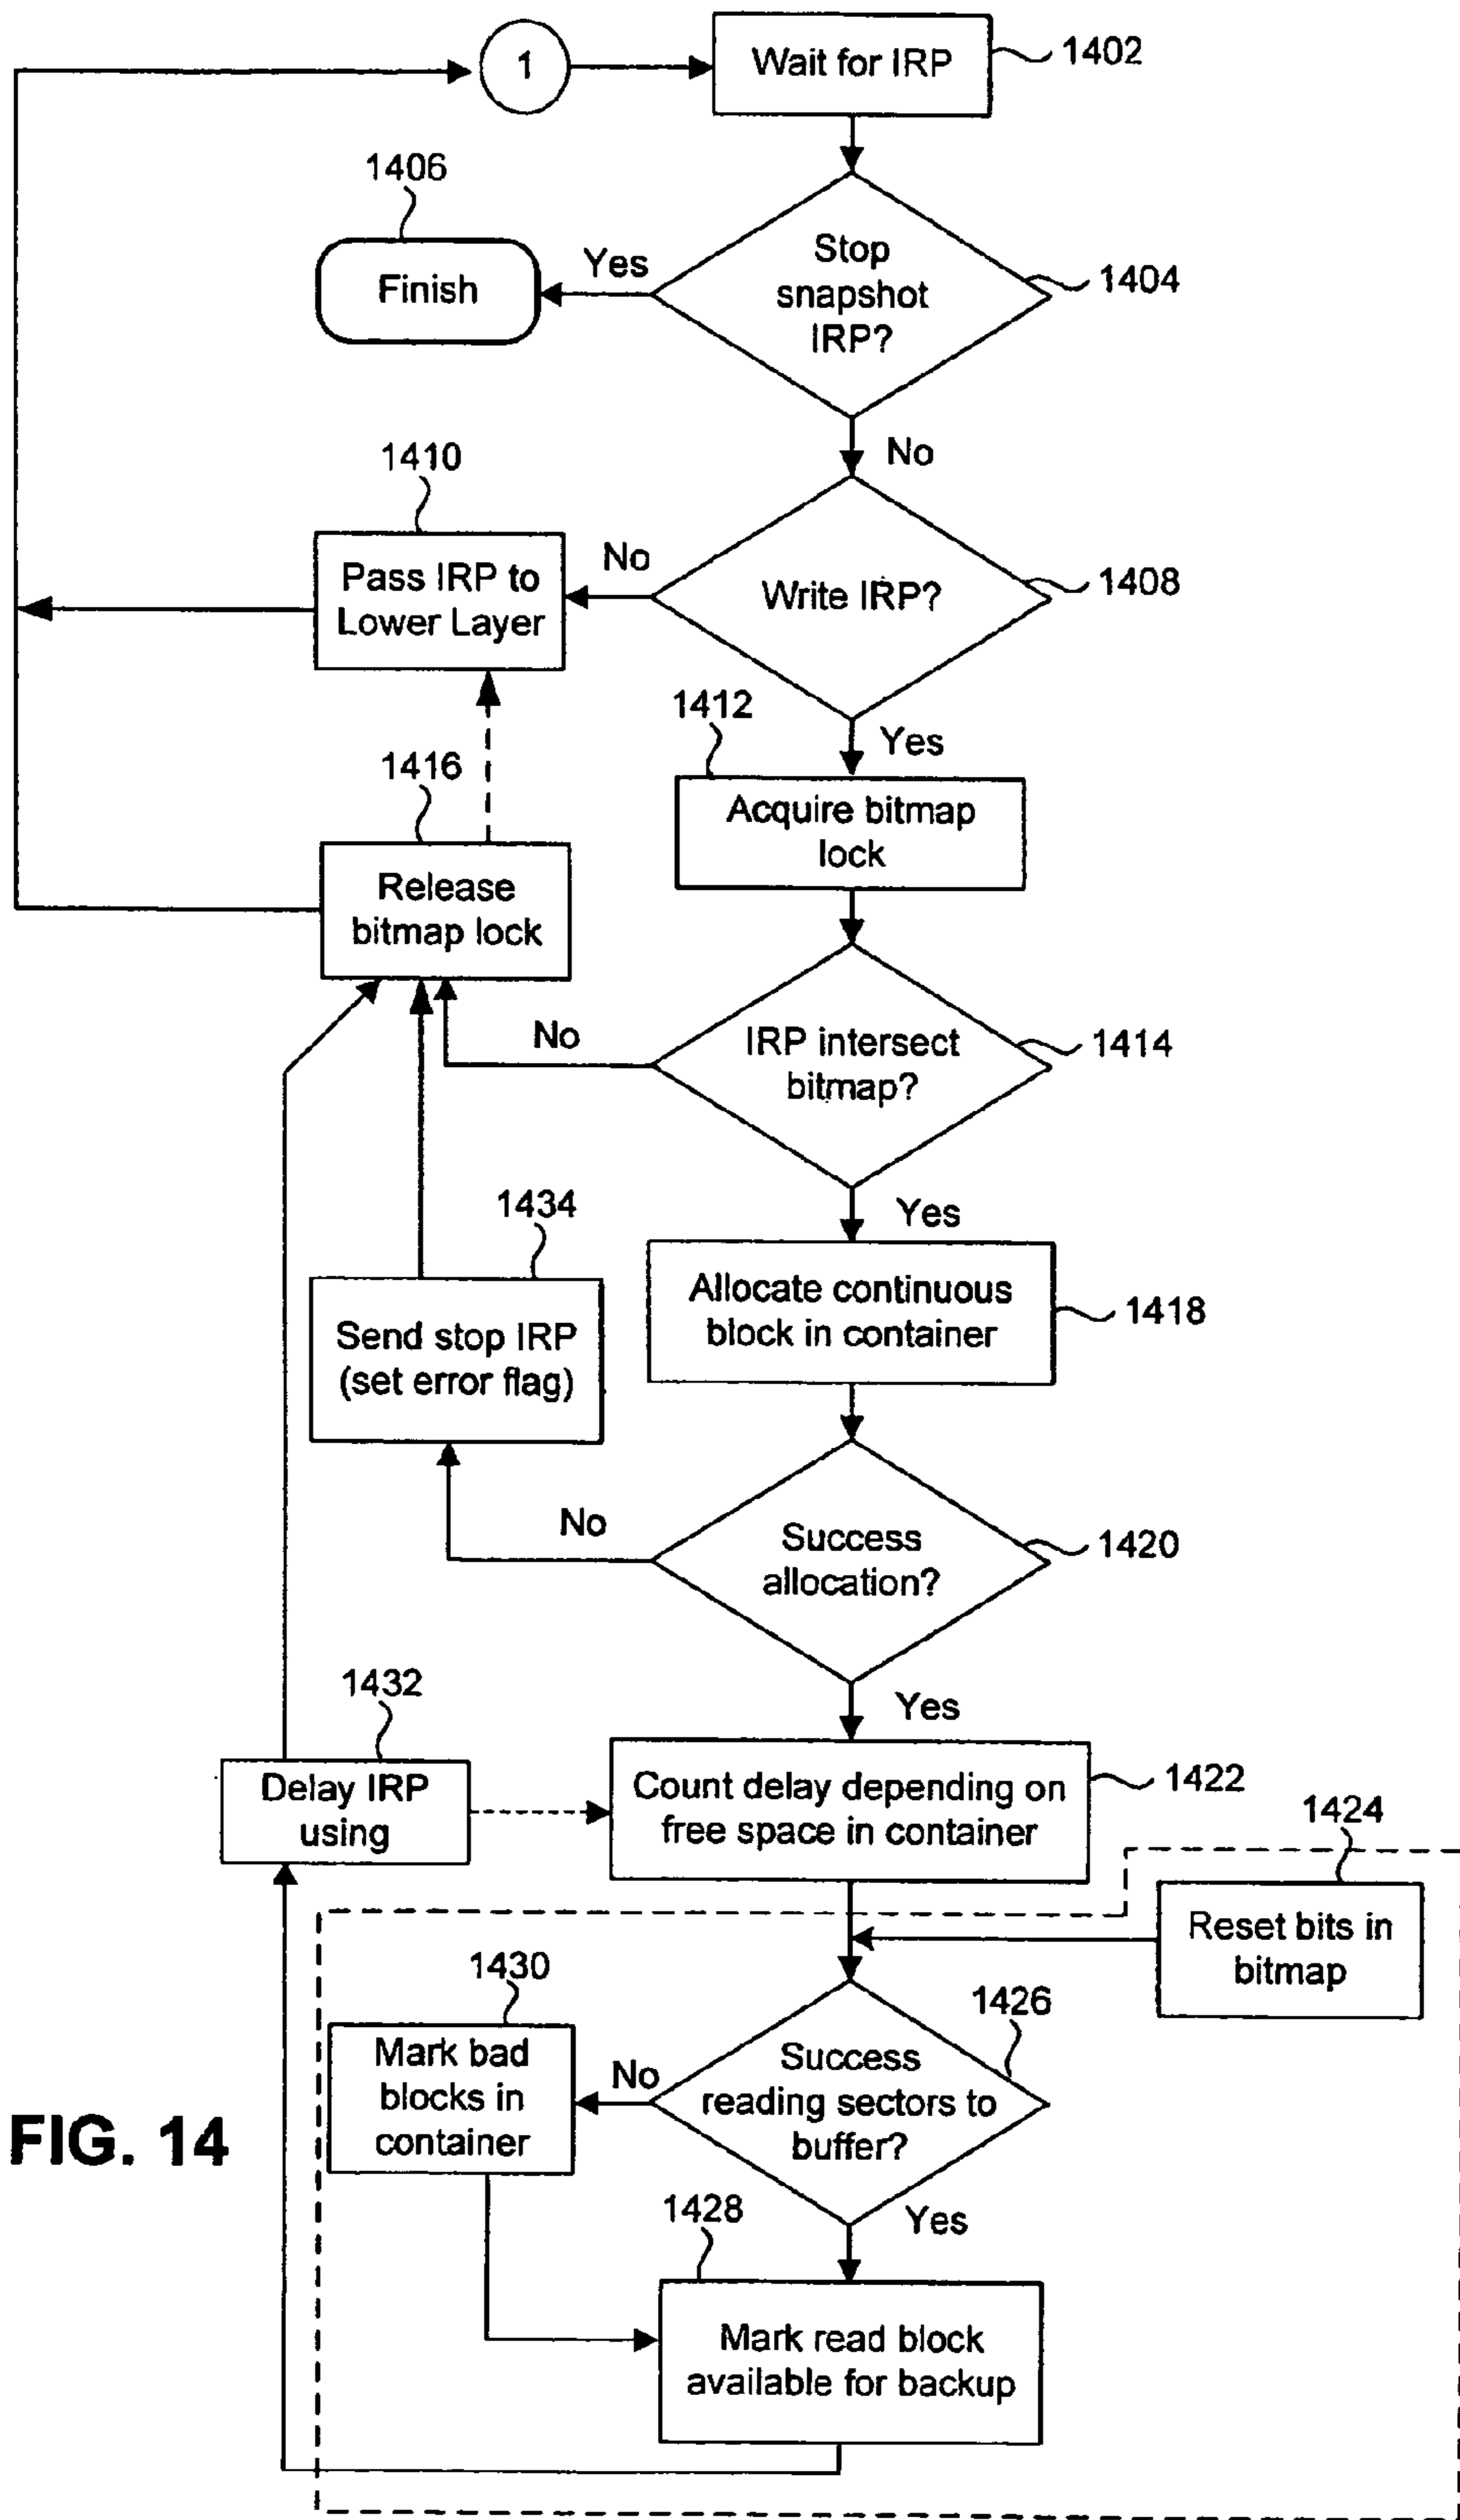 1
Wait for IRP
1402
1406
Finish
Yes
Stop
snapshot
IRP?
1404
No
1410
Pass IRP to
Lower Layer
No
Write IRP?
1408
1412
Yes
1416
Acquire bitmap
lock
Release
bitmap lock
No
IRP intersect
bitmap?
1414
1434
Yes
Send stop IRP
(set error flag)
Allocate continuous
block in container
1418
No
Success
allocation?
1420
1432
Yes
Delay IRP
using
Count delay depending on
free space in container
1422
1424
Reset bits in
bitmap
1430
1426
Mark bad
blocks in
container
No
Success
reading sectors to
buffer?
FIG. 14
1428
Yes
Mark read block
available for backup